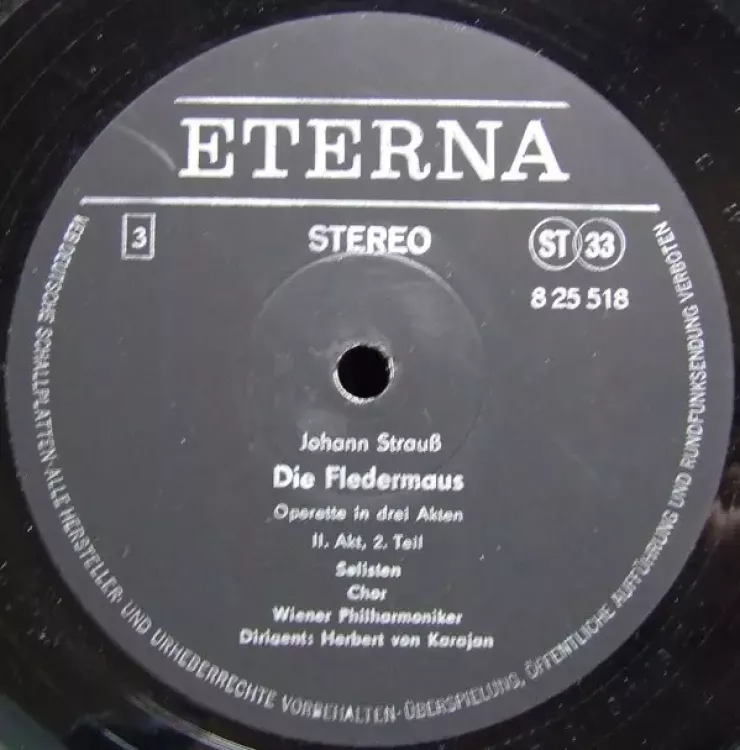 ETERNA
3
STEREO
ST 33
8 25 518
Johann Strauß
Die Fledermaus
Operette in drei Akten
II. Akt, 2. Teil
Solisten
Chor
Wiener Philharmoniker
Dirigent: Herbert von Karajan
VEB DEUTSCHE SCHALLPLATTEN · ALLE HERSTELLER- UND URHEBERRECHTE VORBEHALTEN · ÜBERSPIELUNG, ÖFFENTLICHE AUFFÜHRUNG UND RUNDFUNKSENDUNG VERBOTEN